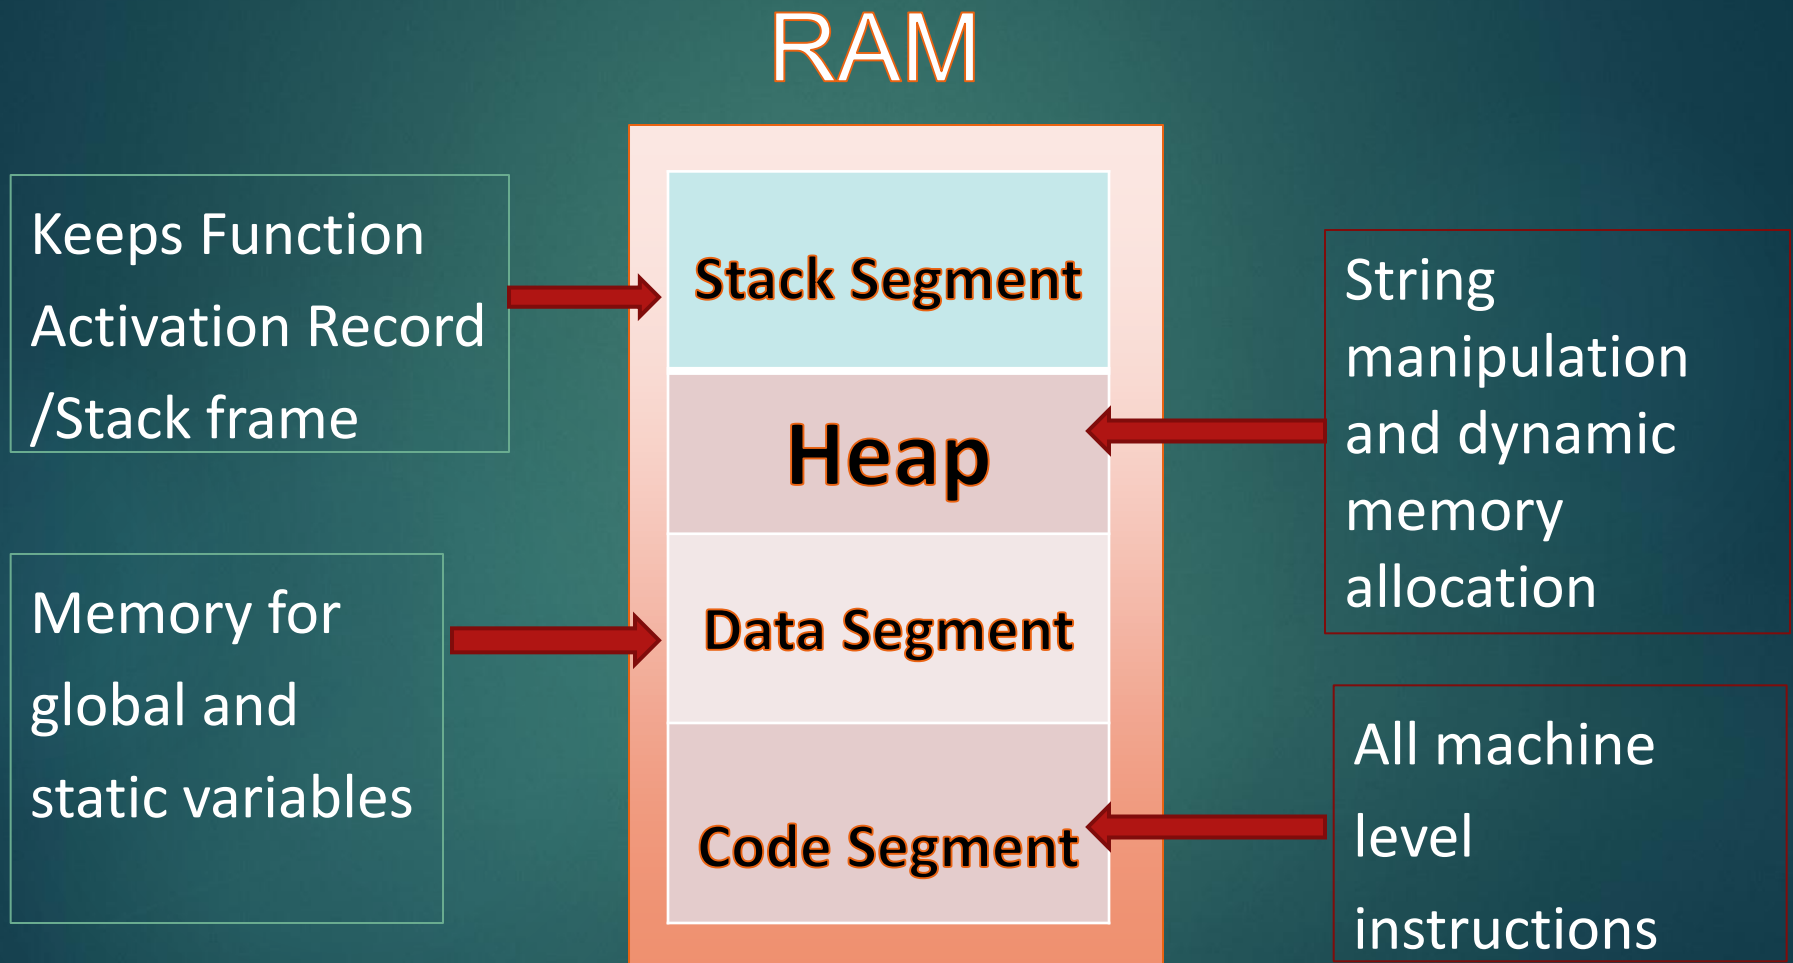 RAM
Keeps Function
Activation Record
/Stack frame
Stack Segment
String
manipulation
and dynamic
memory
allocation
Heap
Memory for
global and
static variables
Data Segment
All machine
level
instructions
Code Segment